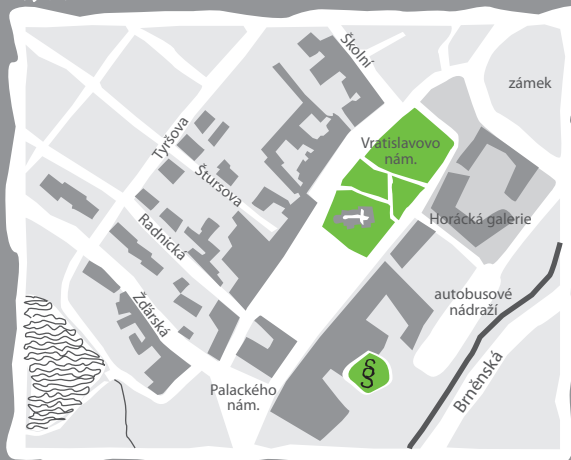 Školní
zámek
Vratislavovo
nám.
Tyršova
Štursova
Horácká galerie
Radnická
autobusové
nádraží
Žďárská
Palackého
nám.
§
§
Brněnská